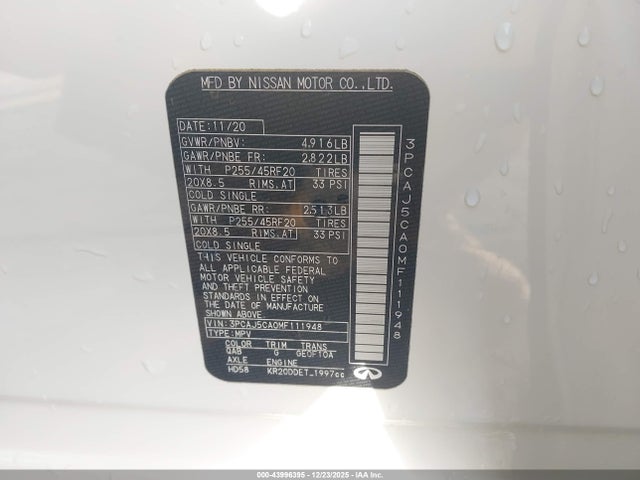 MFD BY NISSAN MOTOR CO.,LTD.
DATE: 11/20
GVWR/PNBV: 4,916LB
GAWR/PNBE FR: 2,822LB
WITH P255/45RF20 TIRES
20X8.5 RIMS.AT 33 PSI
COLD SINGLE
GAWR/PNBE RR: 2,513LB
WITH P255/45RF20 TIRES
20X8.5 RIMS.AT 33 PSI
COLD SINGLE
THIS VEHICLE CONFORMS TO
ALL APPLICABLE FEDERAL
MOTOR VEHICLE SAFETY
AND THEFT PREVENTION
STANDARDS IN EFFECT ON
THE DATE OF MANUFACTURE
SHOWN ABOVE.
VIN: 3PCAJ5CA0MF111948
TYPE: MPV
COLOR TRIM TRANS
QAB G GE0F10A
AXLE ENGINE
HD58 KR20DDET_1997cc
3PCAJ5CA0MF111948
000-43996395 - 12/23/2025 - IAA, Inc.